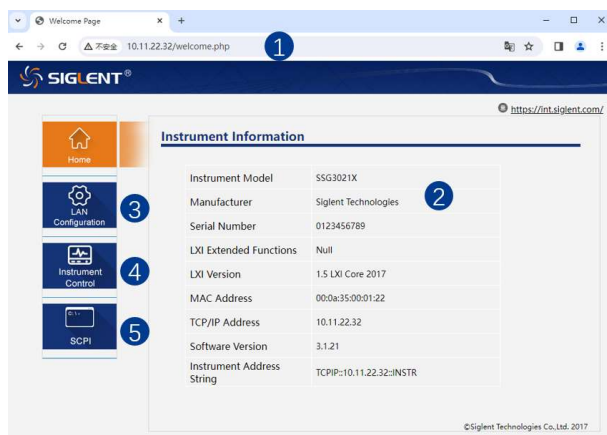 Welcome Page
不安全 10.11.22.32/welcome.php
1
SIGLENT®
https://int.siglent.com/
Home
Instrument Information
LAN
Configuration
3
Instrument
Control
4
C:\-
SCPI
5
Instrument Model SSG3021X
2
Manufacturer Siglent Technologies
Serial Number 0123456789
LXI Extended Functions Null
LXI Version 1.5 LXI Core 2017
MAC Address 00:0a:35:00:01:22
TCP/IP Address 10.11.22.32
Software Version 3.1.21
Instrument Address
String TCPIP::10.11.22.32::INSTR
©Siglent Technologies Co.,Ltd. 2017